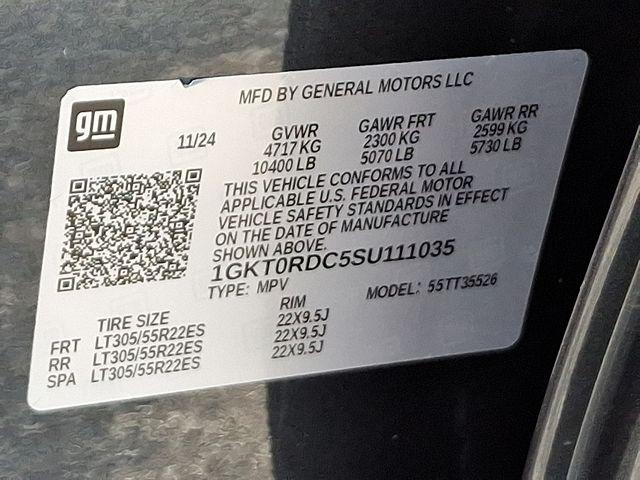 gm
MFD BY GENERAL MOTORS LLC
11/24
GVWR
4717 KG
10400 LB
GAWR FRT
2300 KG
5070 LB
GAWR RR
2599 KG
5730 LB
THIS VEHICLE CONFORMS TO ALL
APPLICABLE U.S. FEDERAL MOTOR
VEHICLE SAFETY STANDARDS IN EFFECT
ON THE DATE OF MANUFACTURE
SHOWN ABOVE.
1GKT0RDC5SU111035
TYPE: MPV MODEL: 55TT35526
TIRE SIZE RIM
FRT LT305/55R22ES 22X9.5J
RR LT305/55R22ES 22X9.5J
SPA LT305/55R22ES 22X9.5J